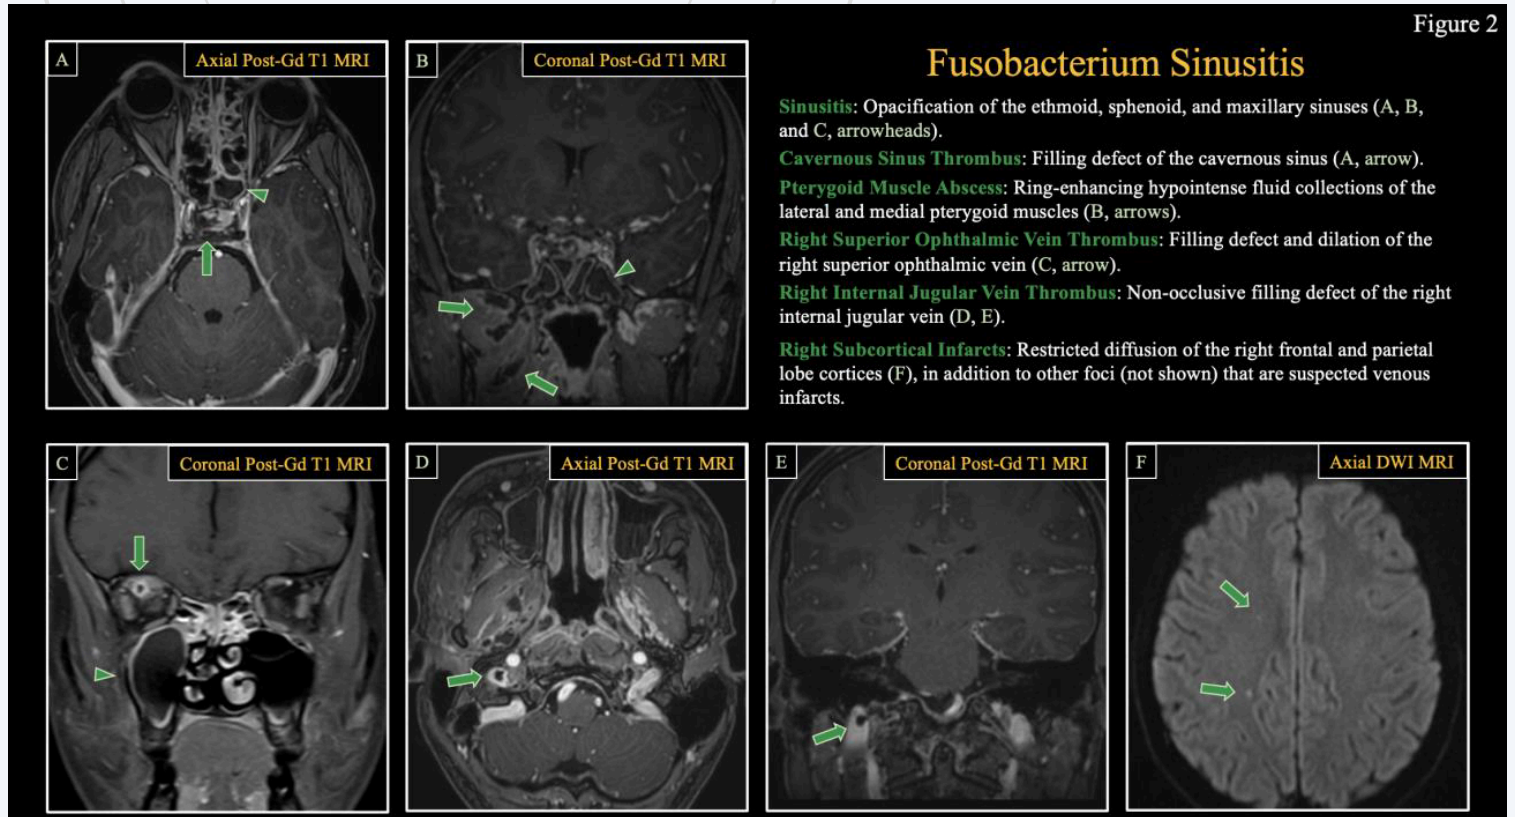 Figure 2
A
Axial Post-Gd T1 MRI
B
Coronal Post-Gd T1 MRI
Fusobacterium Sinusitis
Sinusitis: Opacification of the ethmoid, sphenoid, and maxillary sinuses (A, B,
and C, arrowheads).
Cavernous Sinus Thrombus: Filling defect of the cavernous sinus (A, arrow).
Pterygoid Muscle Abscess: Ring-enhancing hypointense fluid collections of the
lateral and medial pterygoid muscles (B, arrows).
Right Superior Ophthalmic Vein Thrombus: Filling defect and dilation of the
right superior ophthalmic vein (C, arrow).
Right Internal Jugular Vein Thrombus: Non-occlusive filling defect of the right
internal jugular vein (D, E).
Right Subcortical Infarcts: Restricted diffusion of the right frontal and parietal
lobe cortices (F), in addition to other foci (not shown) that are suspected venous
infarcts.
C
Coronal Post-Gd T1 MRI
D
Axial Post-Gd T1 MRI
E
Coronal Post-Gd T1 MRI
F
Axial DWI MRI